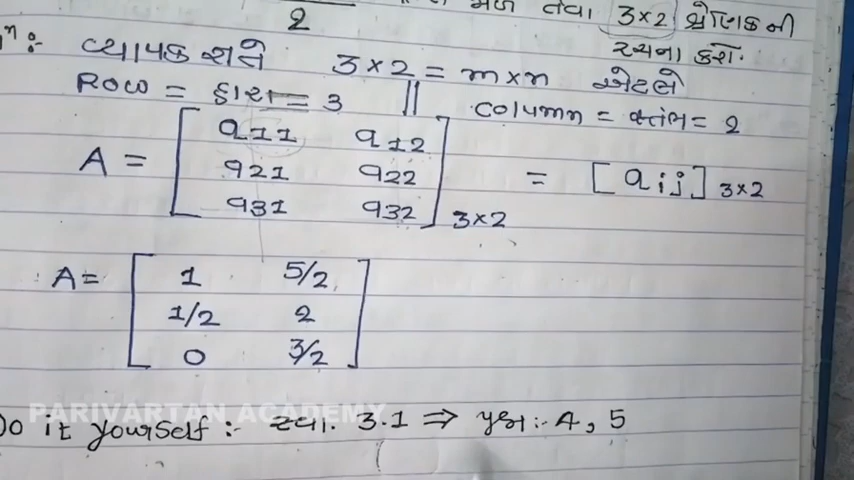 2 તેવા 3×2 શ્રેણિકની
રચના કરો.
n:- વ્યાપક રીતે 3×2 = m×n એટલે
Row = હાર = 3 || column = સ્તંભ = 2
A = [ a11 a12
a21 a22
a31 a32 ] 3×2 = [aij] 3×2
A = [ 1 5/2
1/2 2
0 3/2 ]
PARIVARTAN ACADEMY
Do it yourself :- સ્વા. 3.1 ⇒ પ્રશ્ન:- 4, 5